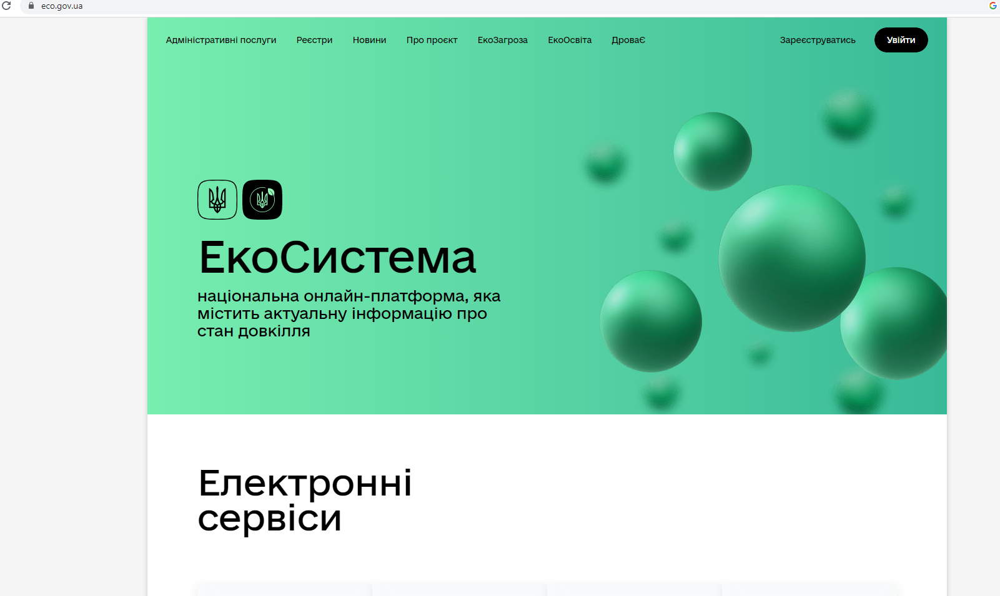 eco.gov.ua
Адміністративні послуги Реєстри Новини Про проєкт ЕкоЗагроза ЕкоОсвіта ДроваЄ Зареєструватись Увійти
ЕкоСистема
національна онлайн-платформа, яка
містить актуальну інформацію про
стан довкілля
Електронні
сервіси